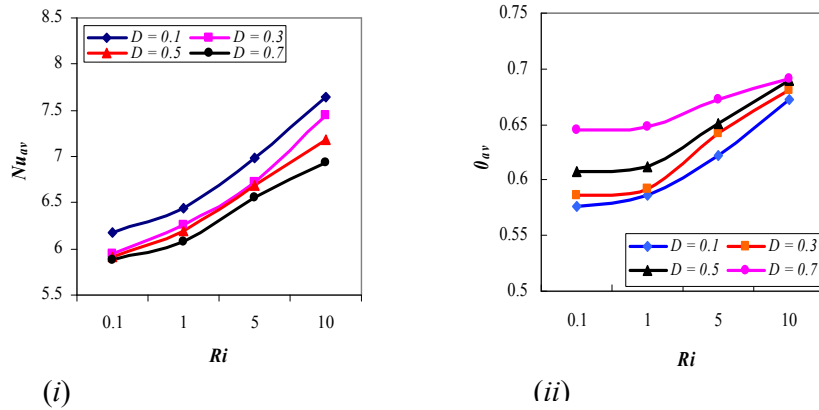 8.5
8
7.5
7
6.5
6
5.5
Nu_av
D = 0.1 D = 0.3
D = 0.5 D = 0.7
0.1 1 5 10
Ri
(i)
0.75
0.7
0.65
0.6
0.55
0.5
θ_av
D = 0.1 D = 0.3
D = 0.5 D = 0.7
0.1 1 5 10
Ri
(ii)